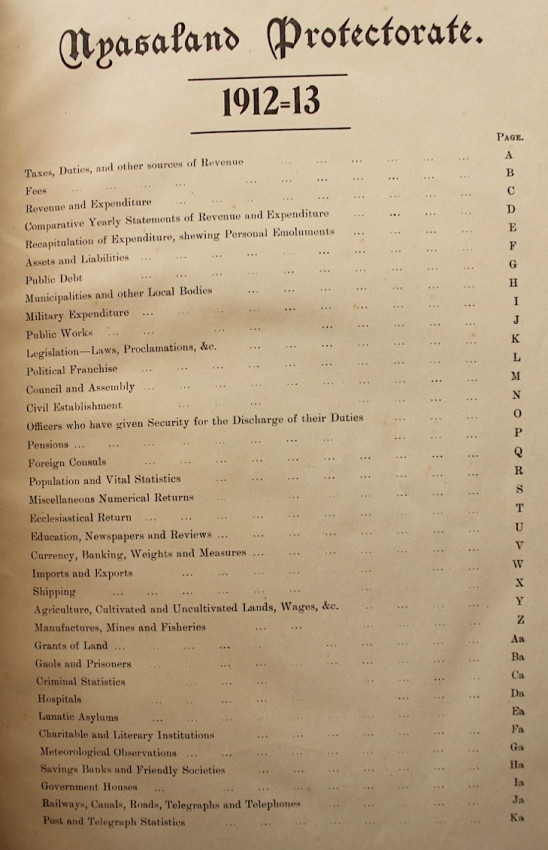 Nyasaland Protectorate.
1912=13
PAGE.
Taxes, Duties, and other sources of Revenue ... ... ... ... ... A
Fees ... ... ... ... ... ... ... ... B
Revenue and Expenditure ... ... ... ... ... ... C
Comparative Yearly Statements of Revenue and Expenditure ... ... ... ... D
Recapitulation of Expenditure, shewing Personal Emoluments ... ... ... ... E
Assets and Liabilities ... ... ... ... ... ... ... F
Public Debt ... ... ... ... ... ... ... G
Municipalities and other Local Bodies ... ... ... ... ... ... H
Military Expenditure ... ... ... ... ... ... ... I
Public Works ... ... ... ... ... ... ... J
Legislation—Laws, Proclamations, &c. ... ... ... ... ... ... K
Political Franchise ... ... ... ... ... ... ... L
Council and Assembly ... ... ... ... ... ... ... M
Civil Establishment ... ... ... ... ... ... N
Officers who have given Security for the Discharge of their Duties ... ... ... O
Pensions ... ... ... ... ... ... ... ... P
Foreign Consuls ... ... ... ... ... ... ... Q
Population and Vital Statistics ... ... ... ... ... ... R
Miscellaneous Numerical Returns ... ... ... ... ... ... S
Ecclesiastical Return ... ... ... ... ... ... ... T
Education, Newspapers and Reviews ... ... ... ... ... ... U
Currency, Banking, Weights and Measures ... ... ... ... ... ... V
Imports and Exports ... ... ... ... ... ... ... W
Shipping ... ... ... ... ... ... ... ... X
Agriculture, Cultivated and Uncultivated Lands, Wages, &c. ... ... ... ... Y
Manufactures, Mines and Fisheries ... ... ... ... ... ... Z
Grants of Land ... ... ... ... ... ... ... ... Aa
Gaols and Prisoners ... ... ... ... ... ... ... Ba
Criminal Statistics ... ... ... ... ... ... ... Ca
Hospitals ... ... ... ... ... ... ... Da
Lunatic Asylums ... ... ... ... ... ... ... Ea
Charitable and Literary Institutions ... ... ... ... ... ... Fa
Meteorological Observations ... ... ... ... ... ... ... Ga
Savings Banks and Friendly Societies ... ... ... ... ... ... Ha
Government Houses ... ... ... ... ... ... ... Ia
Railways, Canals, Roads, Telegraphs and Telephones ... ... ... ... Ja
Post and Telegraph Statistics ... ... ... ... ... ... Ka